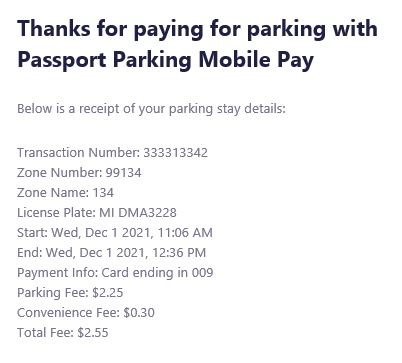 Thanks for paying for parking with
Passport Parking Mobile Pay
Below is a receipt of your parking stay details:
Transaction Number: 333313342
Zone Number: 99134
Zone Name: 134
License Plate: MI DMA3228
Start: Wed, Dec 1 2021, 11:06 AM
End: Wed, Dec 1 2021, 12:36 PM
Payment Info: Card ending in 009
Parking Fee: $2.25
Convenience Fee: $0.30
Total Fee: $2.55